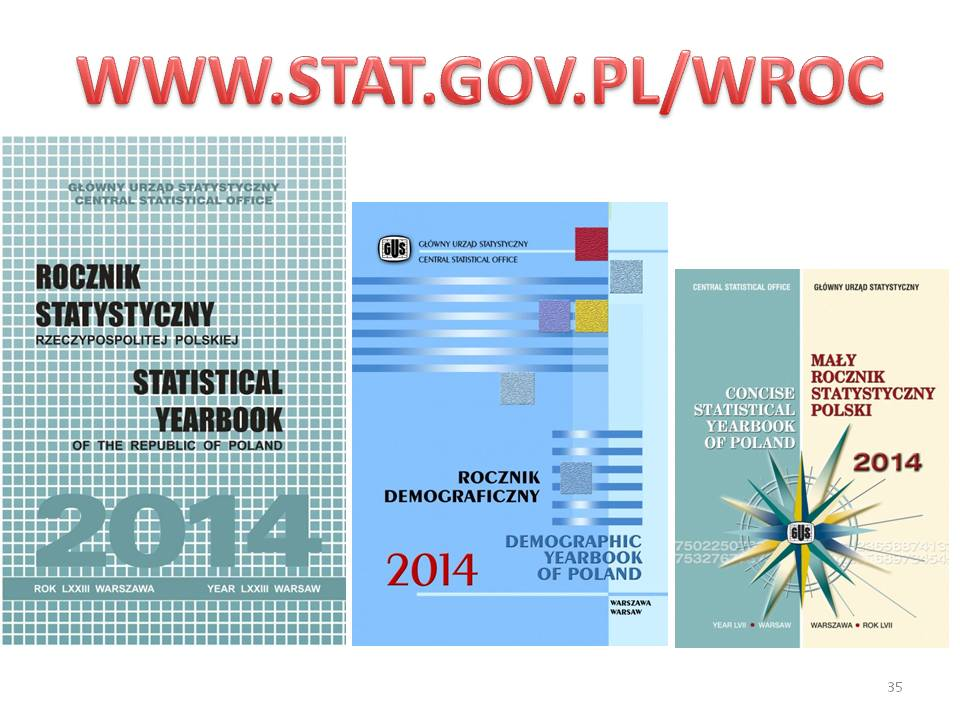 WWW.STAT.GOV.PL/WROC
GŁÓWNY URZĄD STATYSTYCZNY
CENTRAL STATISTICAL OFFICE
ROCZNIK
STATYSTYCZNY
RZECZYPOSPOLITEJ POLSKIEJ
STATISTICAL
YEARBOOK
OF THE REPUBLIC OF POLAND
2014
ROK LXXIII WARSZAWA YEAR LXXIII WARSAW
GUS
GŁÓWNY URZĄD STATYSTYCZNY
CENTRAL STATISTICAL OFFICE
ROCZNIK
DEMOGRAFICZNY
DEMOGRAPHIC
YEARBOOK
OF POLAND
2014
WARSZAWA
WARSAW
CENTRAL STATISTICAL OFFICE
CONCISE
STATISTICAL
YEARBOOK
OF POLAND
YEAR LVII • WARSAW
GŁÓWNY URZĄD STATYSTYCZNY
MAŁY
ROCZNIK
STATYSTYCZNY
POLSKI
2014
GUS
WARSZAWA • ROK LVII
35